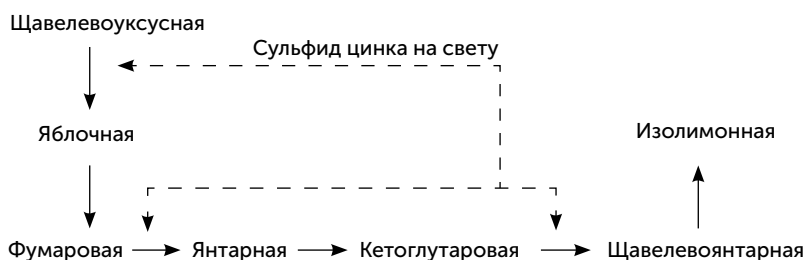 Щавелевоуксусная
Сульфид цинка на свету
Яблочная
Изолимонная
Фумаровая
Янтарная
Кетоглутаровая
Щавелевоянтарная